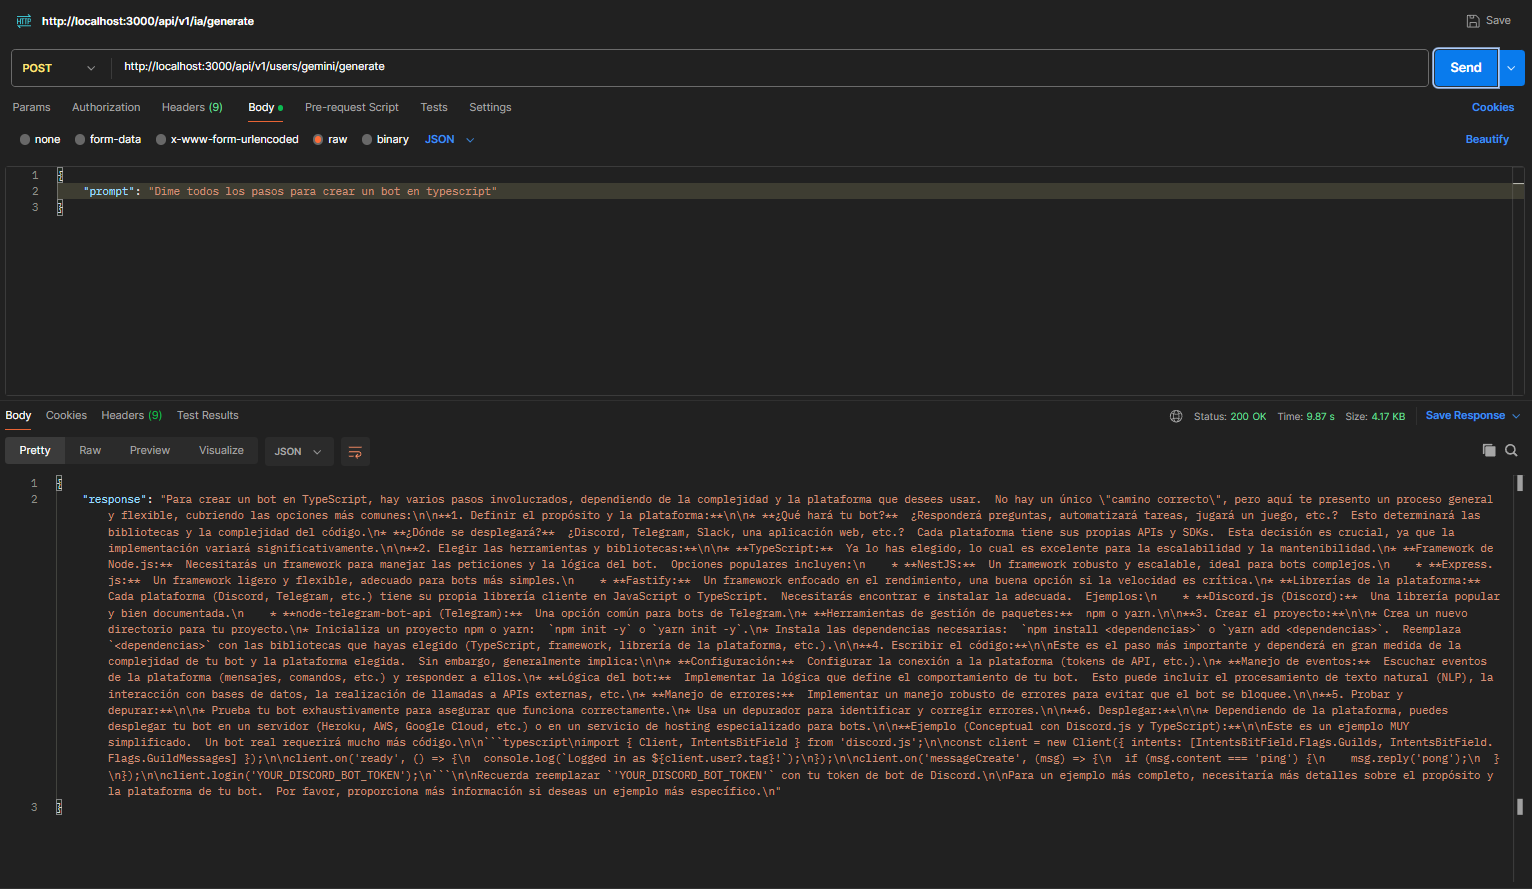 HTTP http://localhost:3000/api/v1/ia/generate Save
POST http://localhost:3000/api/v1/users/gemini/generate Send
Params Authorization Headers (9) Body Pre-request Script Tests Settings Cookies
none form-data x-www-form-urlencoded raw binary JSON Beautify
1 {
2 "prompt": "Dime todos los pasos para crear un bot en typescript"
3 }
Body Cookies Headers (9) Test Results Status: 200 OK Time: 9.87 s Size: 4.17 KB Save Response
Pretty Raw Preview Visualize JSON
1 {
2 "response": "Para crear un bot en TypeScript, hay varios pasos involucrados, dependiendo de la complejidad y la plataforma que desees usar.  No hay un único \"camino correcto\", pero aquí te presento un proceso general
y flexible, cubriendo las opciones más comunes:\n\n**1. Definir el propósito y la plataforma:**\n\n* **¿Qué hará tu bot?**  ¿Responderá preguntas, automatizará tareas, jugará un juego, etc.?  Esto determinará las
bibliotecas y la complejidad del código.\n* **¿Dónde se desplegará?**  ¿Discord, Telegram, Slack, una aplicación web, etc.?  Cada plataforma tiene sus propias APIs y SDKs.  Esta decisión es crucial, ya que la
implementación variará significativamente.\n\n**2. Elegir las herramientas y bibliotecas:**\n\n* **TypeScript:**  Ya lo has elegido, lo cual es excelente para la escalabilidad y la mantenibilidad.\n* **Framework de
Node.js:**  Necesitarás un framework para manejar las peticiones y la lógica del bot.  Opciones populares incluyen:\n    * **NestJS:**  Un framework robusto y escalable, ideal para bots complejos.\n    * **Express.
js:**  Un framework ligero y flexible, adecuado para bots más simples.\n    * **Fastify:**  Un framework enfocado en el rendimiento, una buena opción si la velocidad es crítica.\n* **Librerías de la plataforma:**
Cada plataforma (Discord, Telegram, etc.) tiene su propia librería cliente en JavaScript o TypeScript.  Necesitarás encontrar e instalar la adecuada.  Ejemplos:\n    * **Discord.js (Discord):**  Una librería popular
y bien documentada.\n    * **node-telegram-bot-api (Telegram):**  Una opción común para bots de Telegram.\n* **Herramientas de gestión de paquetes:**  npm o yarn.\n\n**3. Crear el proyecto:**\n\n* Crea un nuevo
directorio para tu proyecto.\n* Inicializa un proyecto npm o yarn:  `npm init -y` o `yarn init -y`.\n* Instala las dependencias necesarias:  `npm install <dependencias>` o `yarn add <dependencias>`.  Reemplaza
`<dependencias>` con las bibliotecas que hayas elegido (TypeScript, framework, librería de la plataforma, etc.).\n\n**4. Escribir el código:**\n\nEste es el paso más importante y dependerá en gran medida de la
complejidad de tu bot y la plataforma elegida.  Sin embargo, generalmente implica:\n\n* **Configuración:**  Configurar la conexión a la plataforma (tokens de API, etc.).\n* **Manejo de eventos:**  Escuchar eventos
de la plataforma (mensajes, comandos, etc.) y responder a ellos.\n* **Lógica del bot:**  Implementar la lógica que define el comportamiento de tu bot.  Esto puede incluir el procesamiento de texto natural (NLP), la
interacción con bases de datos, la realización de llamadas a APIs externas, etc.\n* **Manejo de errores:**  Implementar un manejo robusto de errores para evitar que el bot se bloquee.\n\n**5. Probar y
depurar:**\n\n* Prueba tu bot exhaustivamente para asegurar que funciona correctamente.\n* Usa un depurador para identificar y corregir errores.\n\n**6. Desplegar:**\n\n* Dependiendo de la plataforma, puedes
desplegar tu bot en un servidor (Heroku, AWS, Google Cloud, etc.) o en un servicio de hosting especializado para bots.\n\n**Ejemplo (Conceptual con Discord.js y TypeScript):**\n\nEste es un ejemplo MUY
simplificado.  Un bot real requerirá mucho más código.\n\n```typescript\nimport { Client, IntentsBitField } from 'discord.js';\n\nconst client = new Client({ intents: [IntentsBitField.Flags.Guilds, IntentsBitField.
Flags.GuildMessages] });\n\nclient.on('ready', () => {\n  console.log(`Logged in as ${client.user?.tag}!`);\n});\n\nclient.on('messageCreate', (msg) => {\n  if (msg.content === 'ping') {\n    msg.reply('pong');\n  }
\n});\n\nclient.login('YOUR_DISCORD_BOT_TOKEN');\n```\n\nRecuerda reemplazar `'YOUR_DISCORD_BOT_TOKEN'` con tu token de bot de Discord.\n\nPara un ejemplo más completo, necesitaría más detalles sobre el propósito y
la plataforma de tu bot.  Por favor, proporciona más información si deseas un ejemplo más específico.\n"
3 }